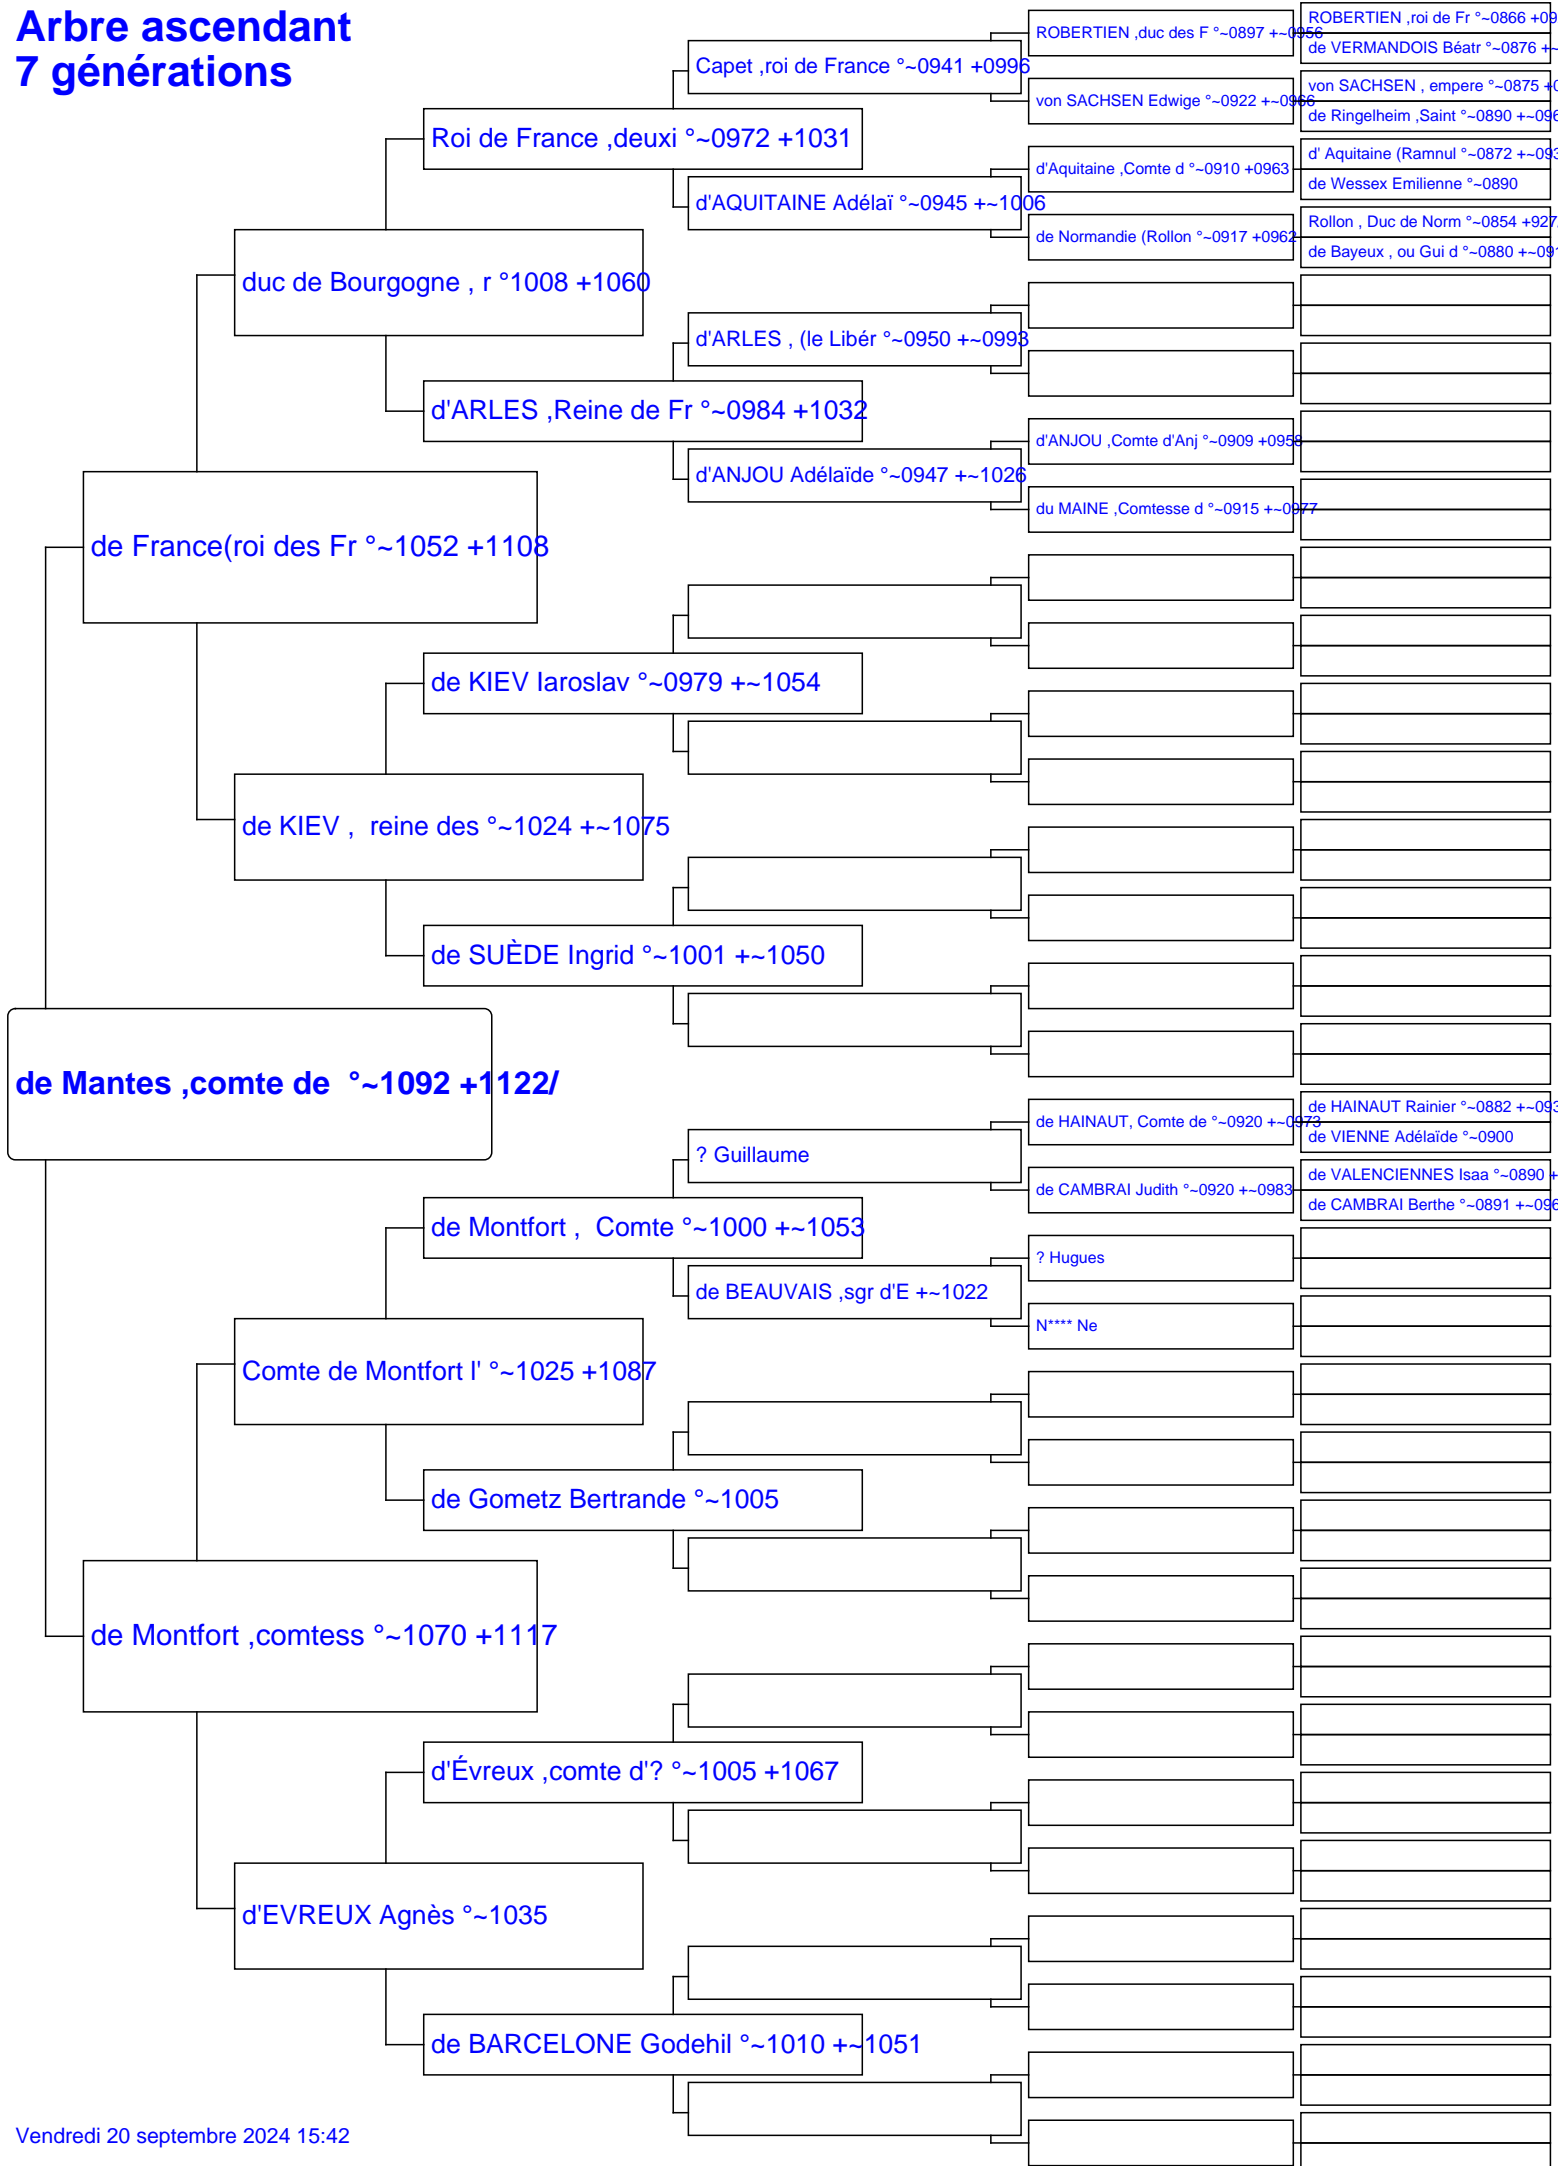 Arbre ascendant
7 générations
ROBERTIEN ,roi de Fr °~0866 +09
ROBERTIEN ,duc des F °~0897 +~0956
de VERMANDOIS Béatr °~0876 +~
Capet ,roi de France °~0941 +0996
von SACHSEN , empere °~0875 +0
von SACHSEN Edwige °~0922 +~0966
de Ringelheim ,Saint °~0890 +~096
Roi de France ,deuxi °~0972 +1031
d' Aquitaine (Ramnul °~0872 +~093
d'Aquitaine ,Comte d °~0910 +0963
de Wessex Emilienne °~0890
d'AQUITAINE Adélaï °~0945 +~1006
Rollon , Duc de Norm °~0854 +927
de Normandie (Rollon °~0917 +0962
de Bayeux , ou Gui d °~0880 +~091
duc de Bourgogne , r °1008 +1060
d'ARLES , (le Libér °~0950 +~0993
d'ARLES ,Reine de Fr °~0984 +1032
d'ANJOU ,Comte d'Anj °~0909 +0958
d'ANJOU Adélaïde °~0947 +~1026
du MAINE ,Comtesse d °~0915 +~0977
de France(roi des Fr °~1052 +1108
de KIEV Iaroslav °~0979 +~1054
de KIEV ,  reine des °~1024 +~1075
de SUÈDE Ingrid °~1001 +~1050
de Mantes ,comte de  °~1092 +1122/
de HAINAUT Rainier °~0882 +~093
de HAINAUT, Comte de °~0920 +~0973
de VIENNE Adélaïde °~0900
? Guillaume
de VALENCIENNES Isaa °~0890 +
de CAMBRAI Judith °~0920 +~0983
de CAMBRAI Berthe °~0891 +~096
de Montfort ,  Comte °~1000 +~1053
? Hugues
de BEAUVAIS ,sgr d'E +~1022
N**** Ne
Comte de Montfort l' °~1025 +1087
de Gometz Bertrande °~1005
de Montfort ,comtess °~1070 +1117
d'Évreux ,comte d'? °~1005 +1067
d'EVREUX Agnès °~1035
de BARCELONE Godehil °~1010 +~1051
Vendredi 20 septembre 2024 15:42